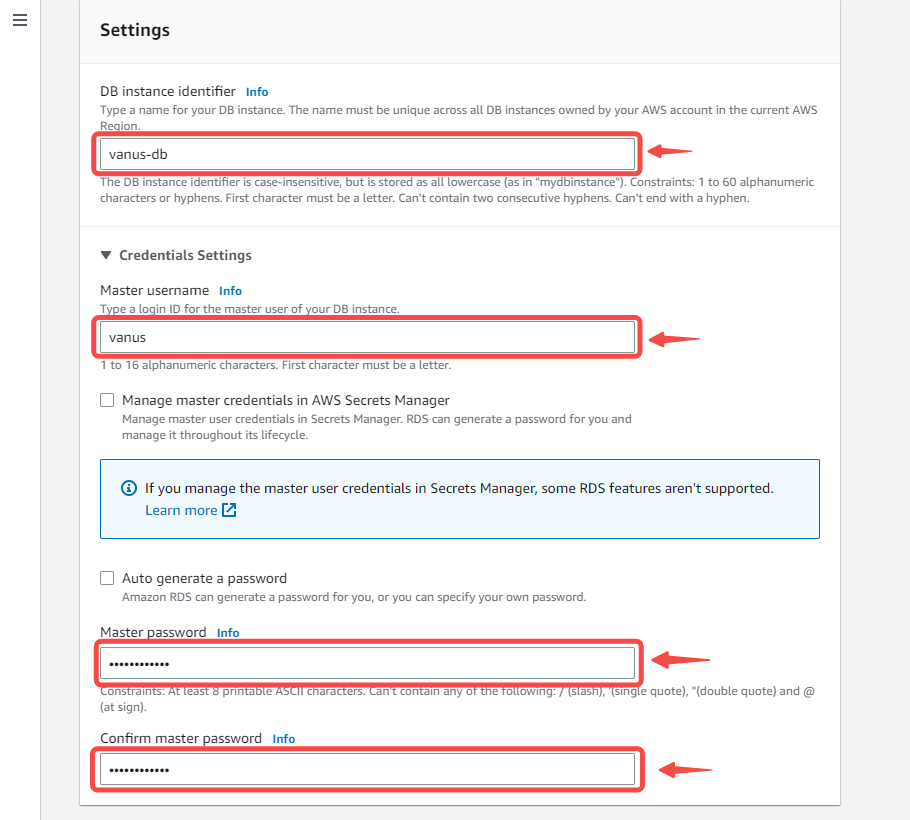 Settings
DB instance identifier Info
Type a name for your DB instance. The name must be unique across all DB instances owned by your AWS account in the current AWS
Region.
vanus-db
The DB instance identifier is case-insensitive, but is stored as all lowercase (as in "mydbinstance"). Constraints: 1 to 60 alphanumeric
characters or hyphens. First character must be a letter. Can't contain two consecutive hyphens. Can't end with a hyphen.
Credentials Settings
Master username Info
Type a login ID for the master user of your DB instance.
vanus
1 to 16 alphanumeric characters. First character must be a letter.
Manage master credentials in AWS Secrets Manager
Manage master user credentials in Secrets Manager. RDS can generate a password for you and
manage it throughout its lifecycle.
If you manage the master user credentials in Secrets Manager, some RDS features aren't supported.
Learn more
Auto generate a password
Amazon RDS can generate a password for you, or you can specify your own password.
Master password Info
••••••••••••
Constraints: At least 8 printable ASCII characters. Can't contain any of the following: / (slash), '(single quote), "(double quote) and @
(at sign).
Confirm master password Info
••••••••••••